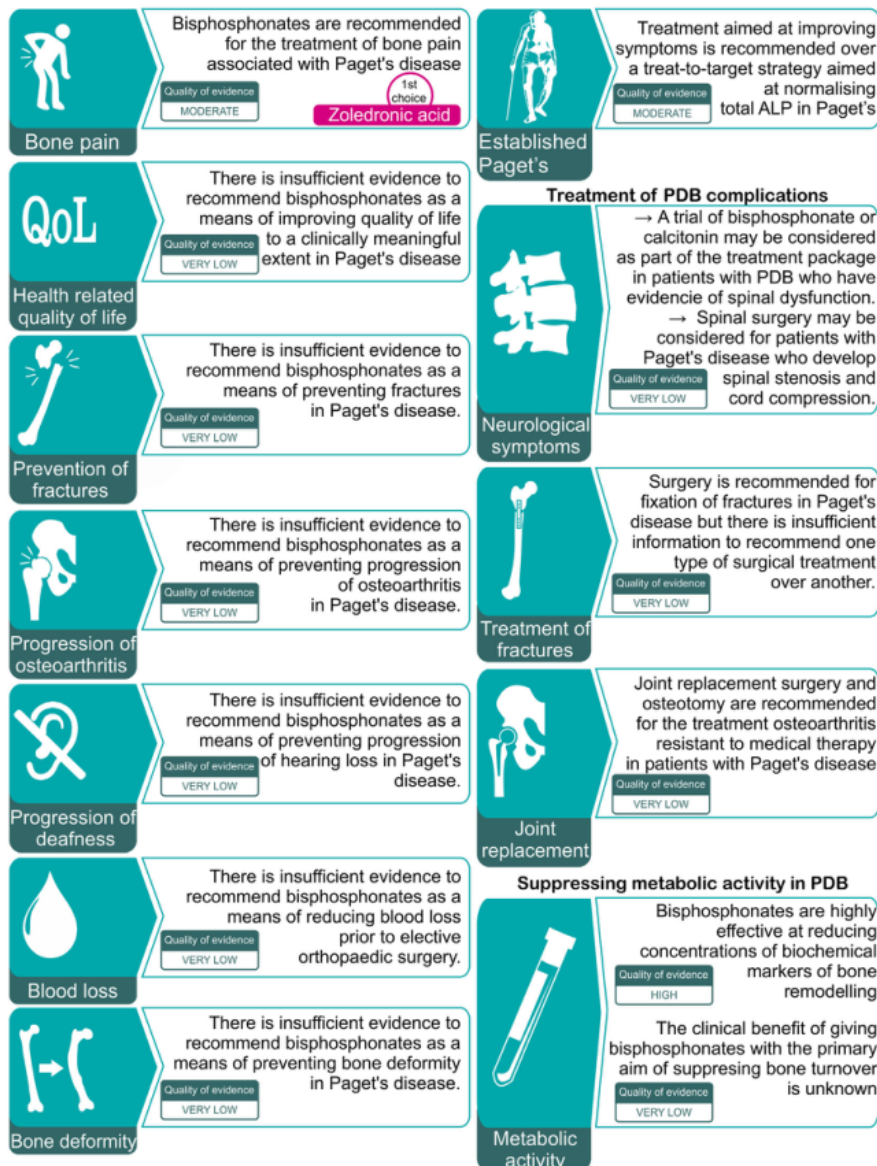 Bisphosphonates are recommended
for the treatment of bone pain
associated with Paget's disease
Quality of evidence
MODERATE
1st
choice
Zoledronic acid
Bone pain
There is insufficient evidence to
recommend bisphosphonates as a
means of improving quality of life
to a clinically meaningful
extent in Paget's disease
Quality of evidence
VERY LOW
QoL
Health related
quality of life
There is insufficient evidence to
recommend bisphosphonates as a
means of preventing fractures
in Paget's disease.
Quality of evidence
VERY LOW
Prevention of
fractures
There is insufficient evidence to
recommend bisphosphonates as a
means of preventing progression
of osteoarthritis
in Paget's disease.
Quality of evidence
VERY LOW
Progression of
osteoarthritis
There is insufficient evidence to
recommend bisphosphonates as a
means of preventing progression
of hearing loss in Paget's
disease.
Quality of evidence
VERY LOW
Progression of
deafness
There is insufficient evidence to
recommend bisphosphonates as a
means of reducing blood loss
prior to elective
orthopaedic surgery.
Quality of evidence
VERY LOW
Blood loss
There is insufficient evidence to
recommend bisphosphonates as a
means of preventing bone deformity
in Paget's disease.
Quality of evidence
VERY LOW
Bone deformity
Treatment aimed at improving
symptoms is recommended over
a treat-to-target strategy aimed
at normalising
total ALP in Paget's
Quality of evidence
MODERATE
Established
Paget's
Treatment of PDB complications
→ A trial of bisphosphonate or
calcitonin may be considered
as part of the treatment package
in patients with PDB who have
evidencie of spinal dysfunction.
→ Spinal surgery may be
considered for patients with
Paget's disease who develop
spinal stenosis and
cord compression.
Quality of evidence
VERY LOW
Neurological
symptoms
Surgery is recommended for
fixation of fractures in Paget's
disease but there is insufficient
information to recommend one
type of surgical treatment
over another.
Quality of evidence
VERY LOW
Treatment of
fractures
Joint replacement surgery and
osteotomy are recommended
for the treatment osteoarthritis
resistant to medical therapy
in patients with Paget's disease
Quality of evidence
VERY LOW
Joint
replacement
Suppressing metabolic activity in PDB
Bisphosphonates are highly
effective at reducing
concentrations of biochemical
markers of bone
remodelling
Quality of evidence
HIGH
The clinical benefit of giving
bisphosphonates with the primary
aim of suppresing bone turnover
is unknown
Quality of evidence
VERY LOW
Metabolic
activity